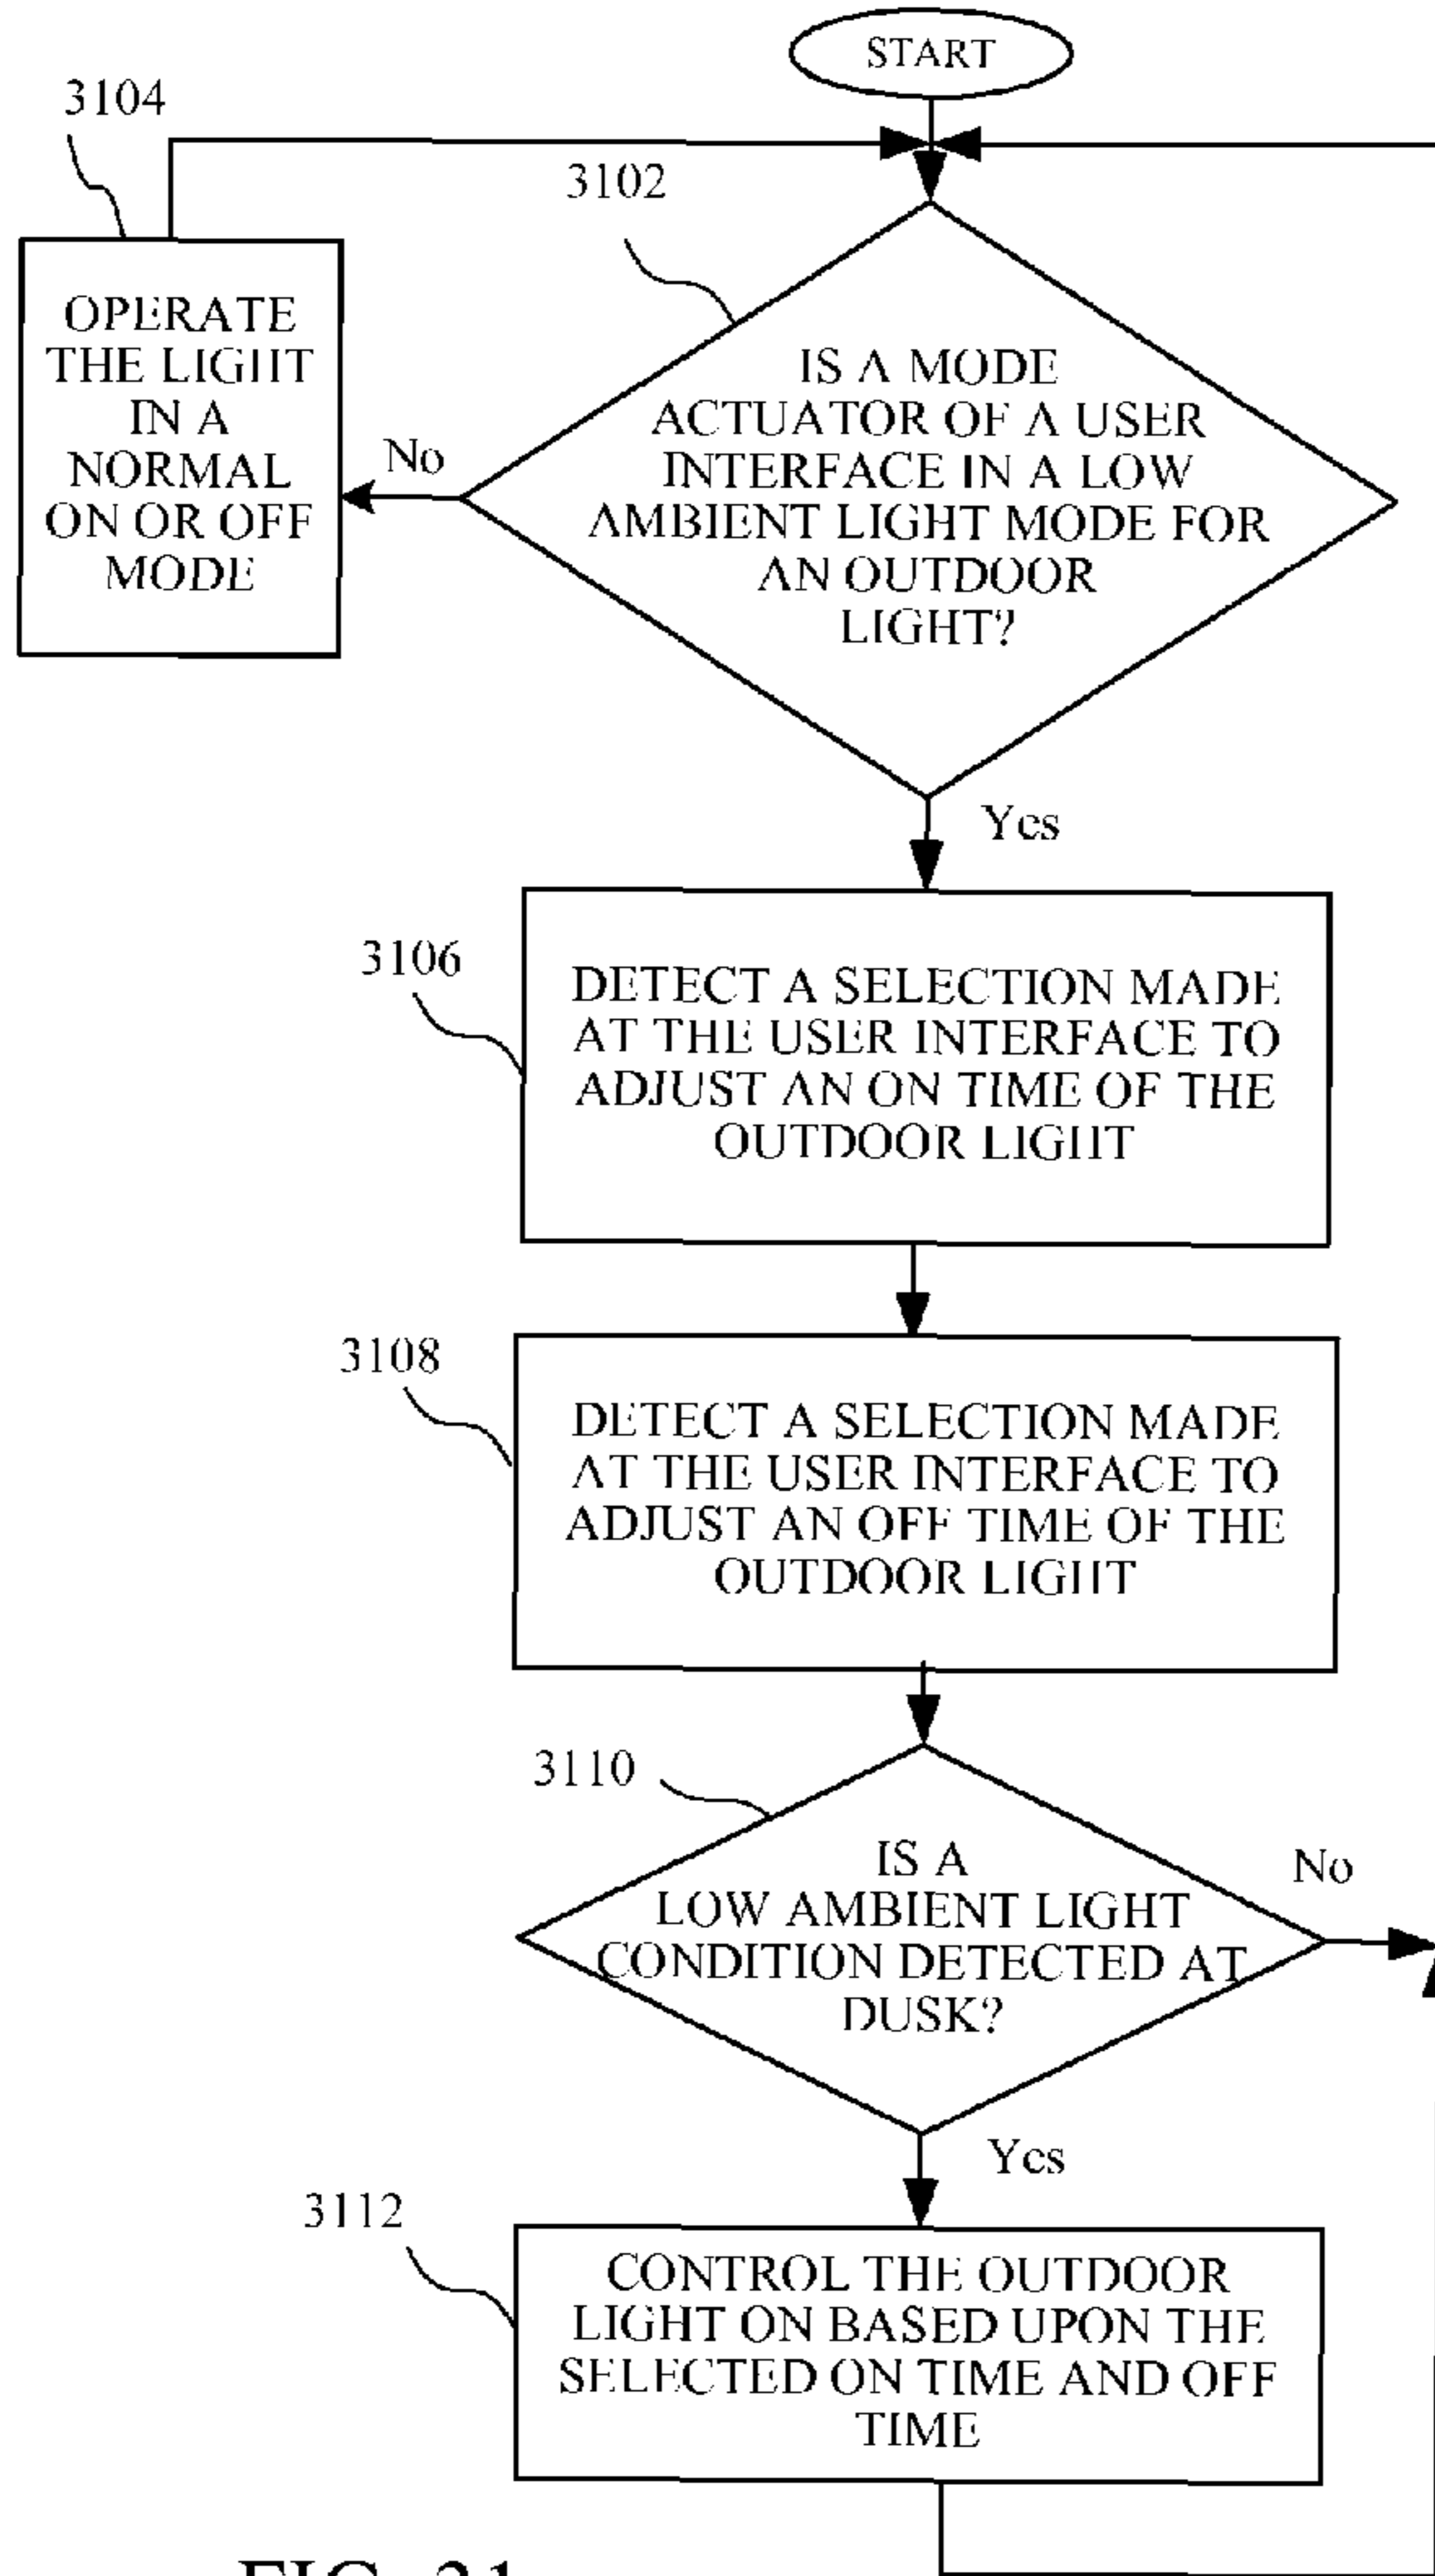 START
3104
3102
OPERATE
THE LIGHT
IN A
NORMAL
ON OR OFF
MODE
No
IS A MODE
ACTUATOR OF A USER
INTERFACE IN A LOW
AMBIENT LIGHT MODE FOR
AN OUTDOOR
LIGHT?
Yes
3106
DETECT A SELECTION MADE
AT THE USER INTERFACE TO
ADJUST AN ON TIME OF THE
OUTDOOR LIGHT
3108
DETECT A SELECTION MADE
AT THE USER INTERFACE TO
ADJUST AN OFF TIME OF THE
OUTDOOR LIGHT
3110
IS A
LOW AMBIENT LIGHT
CONDITION DETECTED AT
DUSK?
No
Yes
3112
CONTROL THE OUTDOOR
LIGHT ON BASED UPON THE
SELECTED ON TIME AND OFF
TIME
FIG. 31